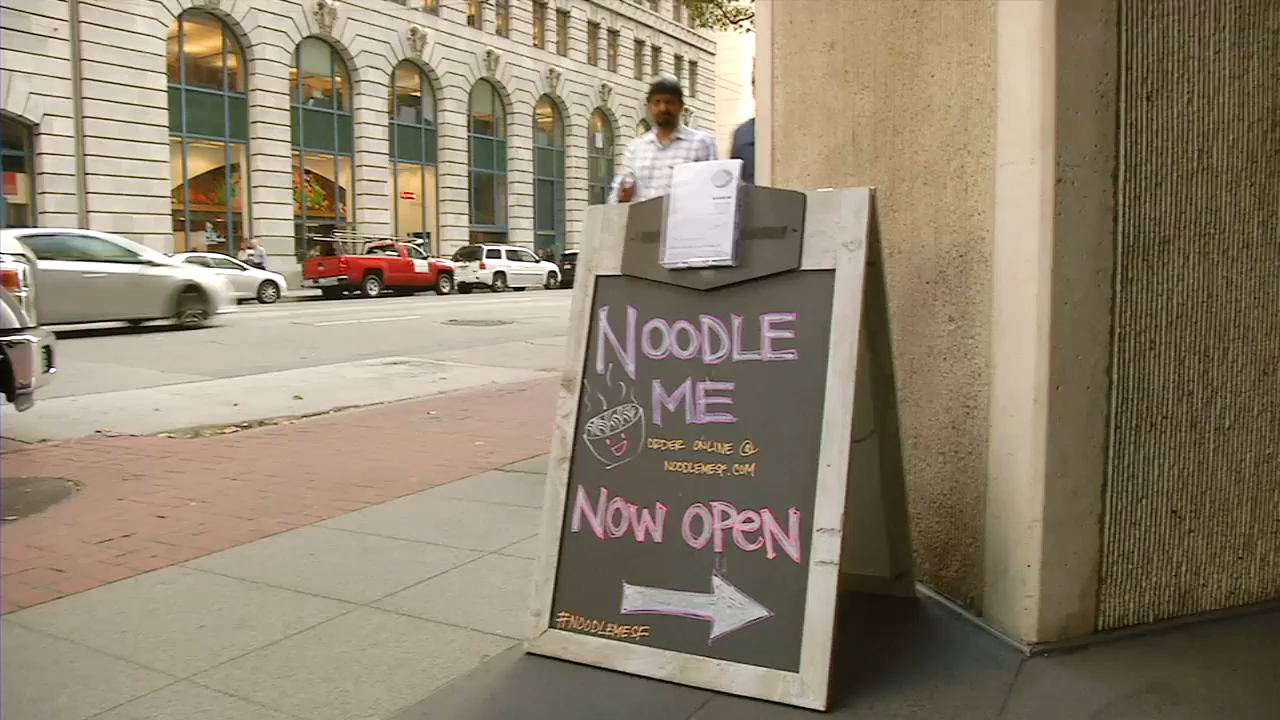 NOODLE
ME
ORDER ONLINE @
NOODLEMESF.COM
NOW OPEN
#NOODLEMESF